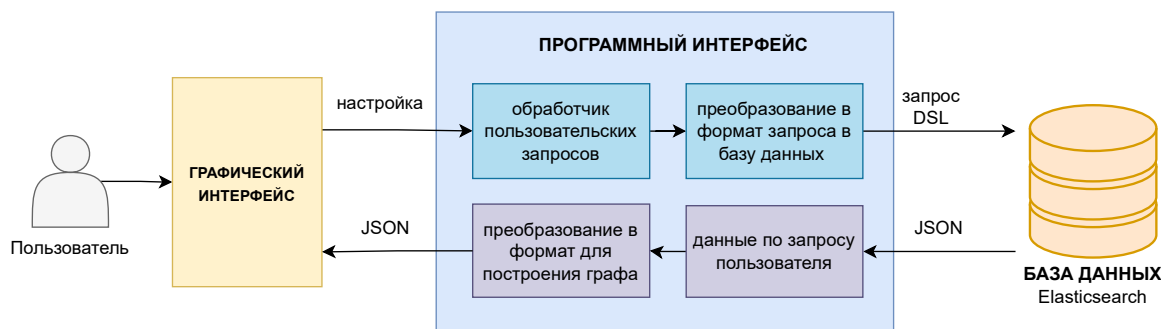 ПРОГРАММНЫЙ ИНТЕРФЕЙС
Пользователь
ГРАФИЧЕСКИЙ
ИНТЕРФЕЙС
настройка
обработчик
пользовательских
запросов
преобразование в
формат запроса в
базу данных
запрос
DSL
JSON
преобразование в
формат для
построения графа
данные по запросу
пользователя
JSON
БАЗА ДАННЫХ
Elasticsearch